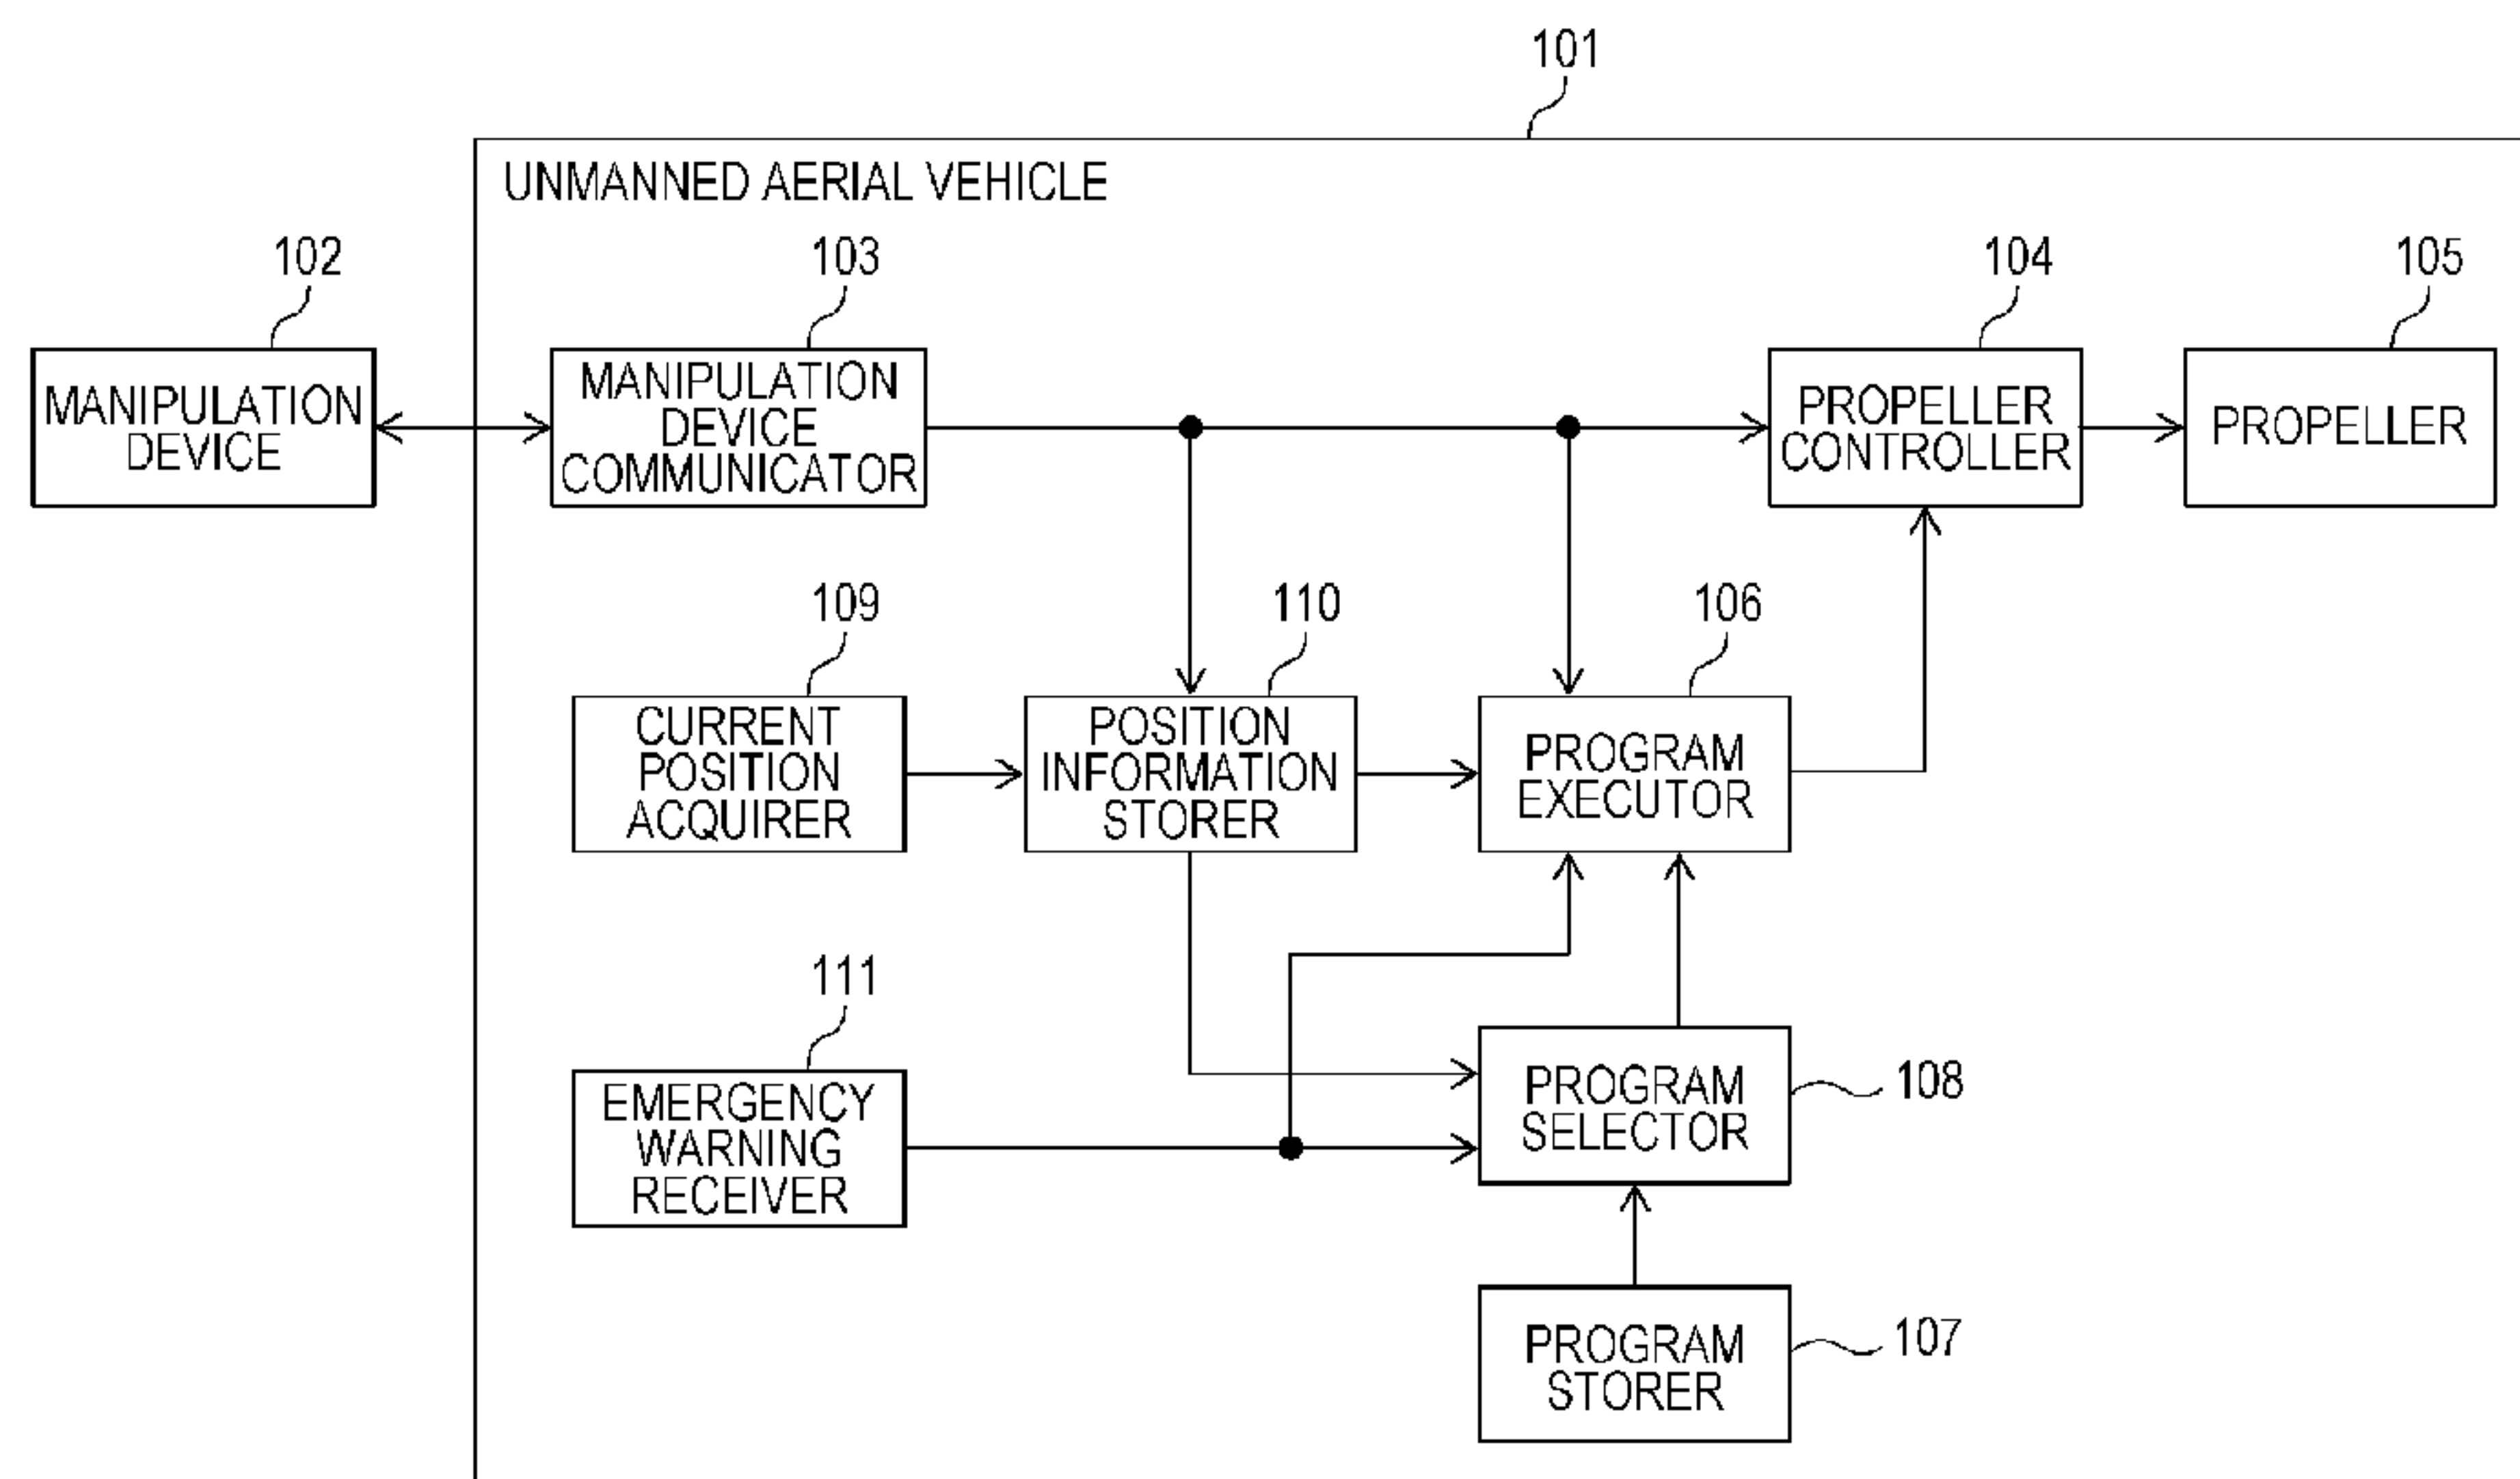 101
UNMANNED AERIAL VEHICLE
102
103
104
105
MANIPULATION
DEVICE
MANIPULATION
DEVICE
COMMUNICATOR
PROPELLER
CONTROLLER
PROPELLER
109
110
106
CURRENT
POSITION
ACQUIRER
POSITION
INFORMATION
STORER
PROGRAM
EXECUTOR
111
EMERGENCY
WARNING
RECEIVER
PROGRAM
SELECTOR
108
PROGRAM
STORER
107